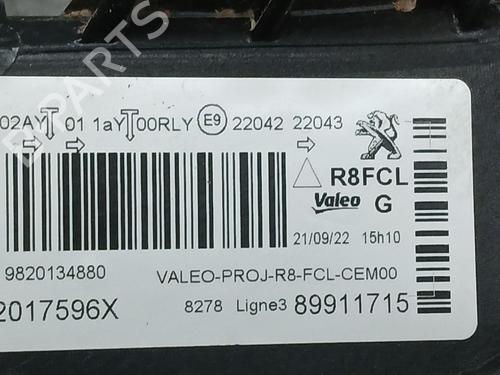 02AY 01 1aY 00RLY E9 22042 22043
R8FCL
Valeo G
21/09/22 15h10
9820134880 VALEO-PROJ-R8-FCL-CEM00
2017596X 8278 Ligne3 89911715